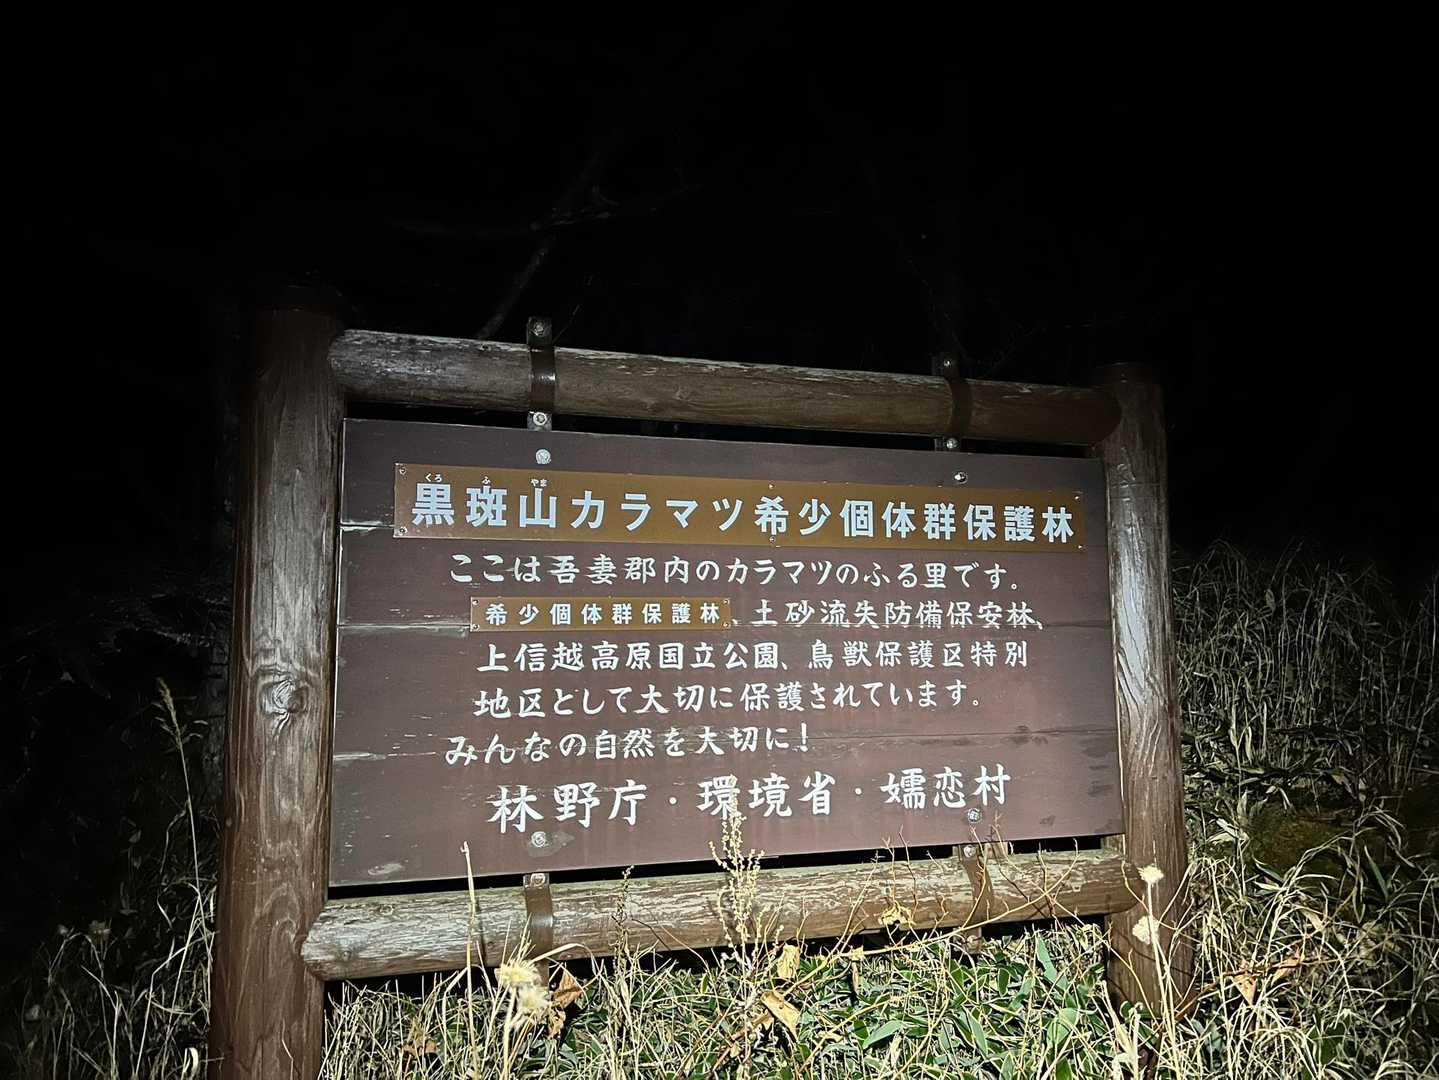 くろ ふ やま
黒斑山カラマツ希少個体群保護林
ここは吾妻郡内のカラマツのふる里です。
希少個体群保護林、土砂流失防備保安林、
上信越高原国立公園、鳥獣保護区特別
地区として大切に保護されています。
みんなの自然を大切に!
林野庁・環境省・嬬恋村